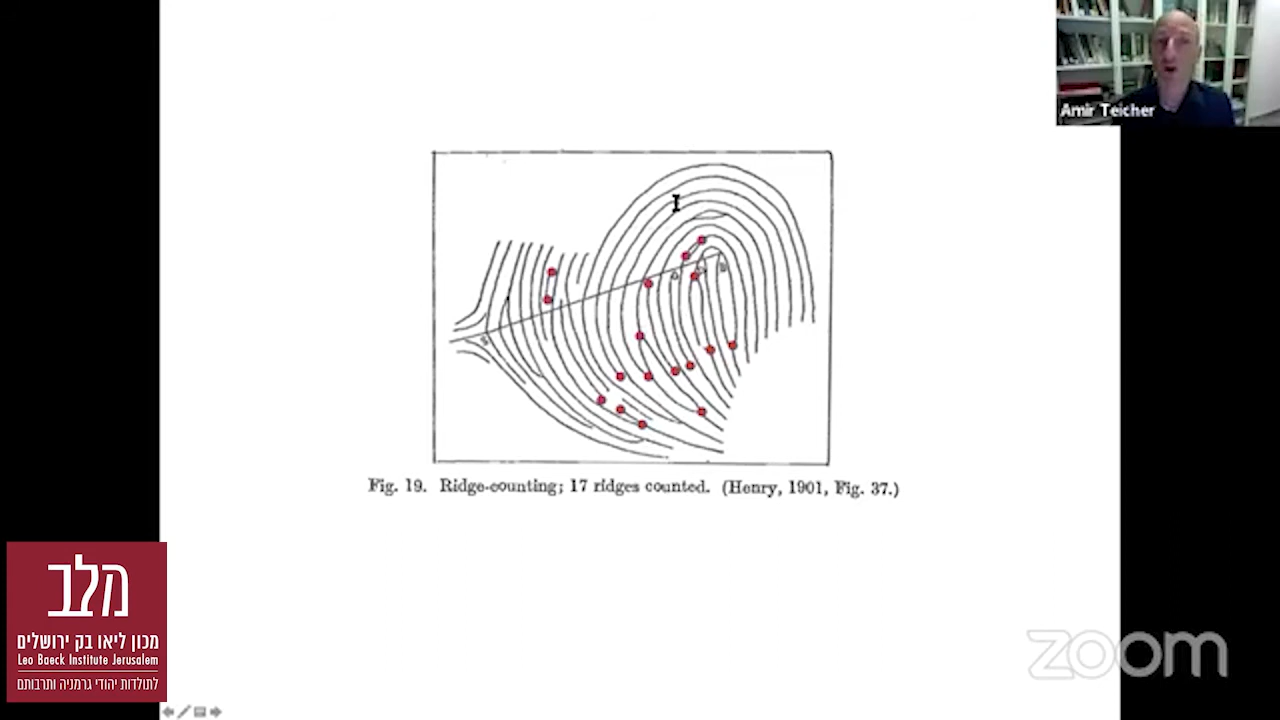 Amir Teicher
Fig. 19. Ridge-counting; 17 ridges counted. (Henry, 1901, Fig. 37.)
מלב
מכון ליאו בק ירושלים
Leo Baeck Institute Jerusalem
לתולדות יהודי גרמניה ותרבותם
zoom